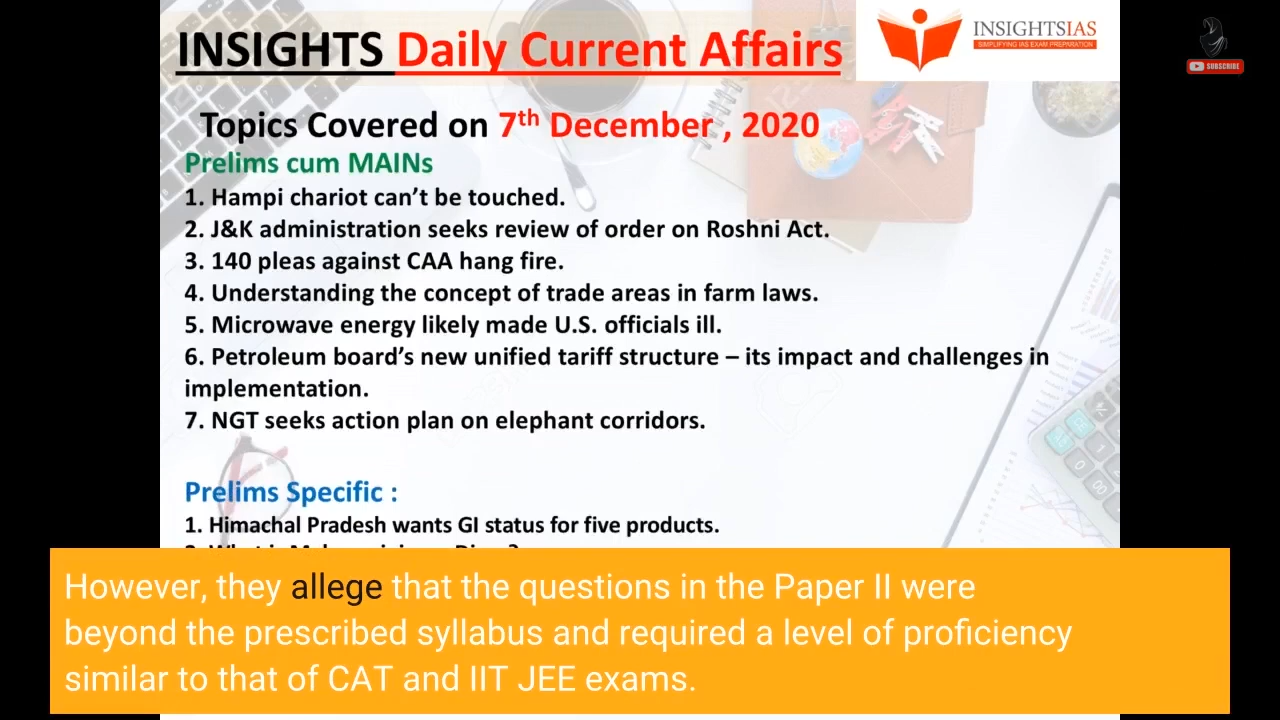 INSIGHTS Daily Current Affairs
INSIGHTSIAS
SIMPLIFYING IAS EXAM PREPARATION
SUBSCRIBE
Topics Covered on 7th December , 2020
Prelims cum MAINs
1. Hampi chariot can't be touched.
2. J&K administration seeks review of order on Roshni Act.
3. 140 pleas against CAA hang fire.
4. Understanding the concept of trade areas in farm laws.
5. Microwave energy likely made U.S. officials ill.
6. Petroleum board's new unified tariff structure – its impact and challenges in
implementation.
7. NGT seeks action plan on elephant corridors.
Prelims Specific :
1. Himachal Pradesh wants GI status for five products.
However, they allege that the questions in the Paper II were
beyond the prescribed syllabus and required a level of proficiency
similar to that of CAT and IIT JEE exams.